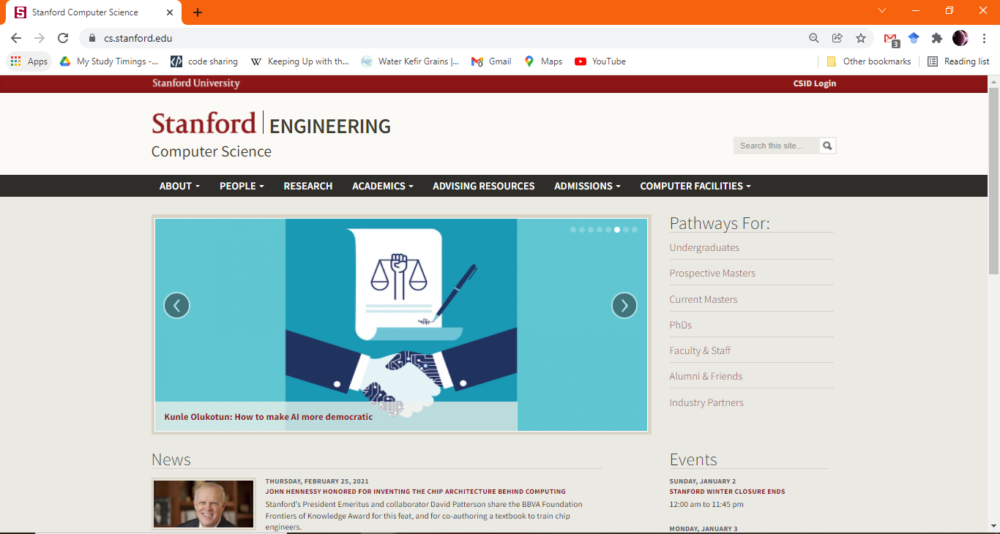 Stanford Computer Science
cs.stanford.edu
3
Apps
My Study Timings -...
code sharing
W
Keeping Up with th...
Water Kefir Grains |...
Gmail
Maps
YouTube
Other bookmarks
Reading list
Stanford University
CSID Login
Stanford | ENGINEERING
Computer Science
Search this site...
ABOUT
PEOPLE
RESEARCH
ACADEMICS
ADVISING RESOURCES
ADMISSIONS
COMPUTER FACILITIES
Kunle Olukotun: How to make AI more democratic
Pathways For:
Undergraduates
Prospective Masters
Current Masters
PhDs
Faculty & Staff
Alumni & Friends
Industry Partners
News
THURSDAY, FEBRUARY 25, 2021
JOHN HENNESSY HONORED FOR INVENTING THE CHIP ARCHITECTURE BEHIND COMPUTING
Stanford's President Emeritus and collaborator David Patterson share the BBVA Foundation
Frontiers of Knowledge Award for this feat, and for co-authoring a textbook to train chip
engineers.
Events
SUNDAY, JANUARY 2
STANFORD WINTER CLOSURE ENDS
12:00 am to 11:45 pm
MONDAY, JANUARY 3